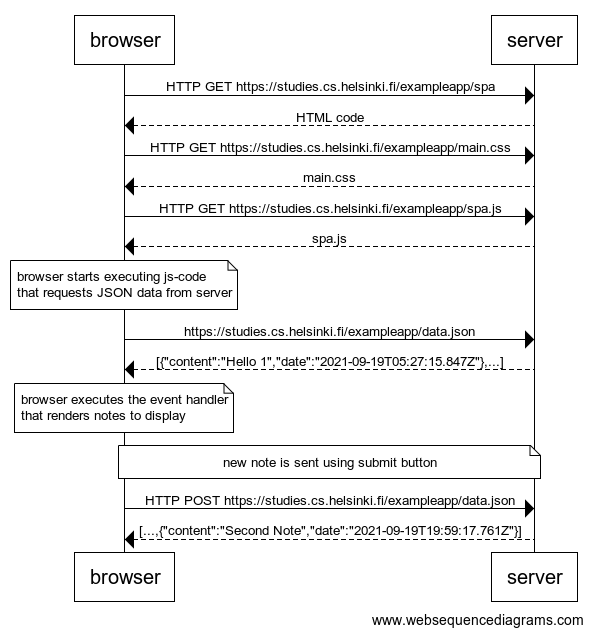 browser
server
HTTP GET https://studies.cs.helsinki.fi/exampleapp/spa
HTML code
HTTP GET https://studies.cs.helsinki.fi/exampleapp/main.css
main.css
HTTP GET https://studies.cs.helsinki.fi/exampleapp/spa.js
spa.js
browser starts executing js-code
that requests JSON data from server
https://studies.cs.helsinki.fi/exampleapp/data.json
[{"content":"Hello 1","date":"2021-09-19T05:27:15.847Z"},...]
browser executes the event handler
that renders notes to display
new note is sent using submit button
HTTP POST https://studies.cs.helsinki.fi/exampleapp/data.json
[...,{"content":"Second Note","date":"2021-09-19T19:59:17.761Z"}]
browser
server
www.websequencediagrams.com